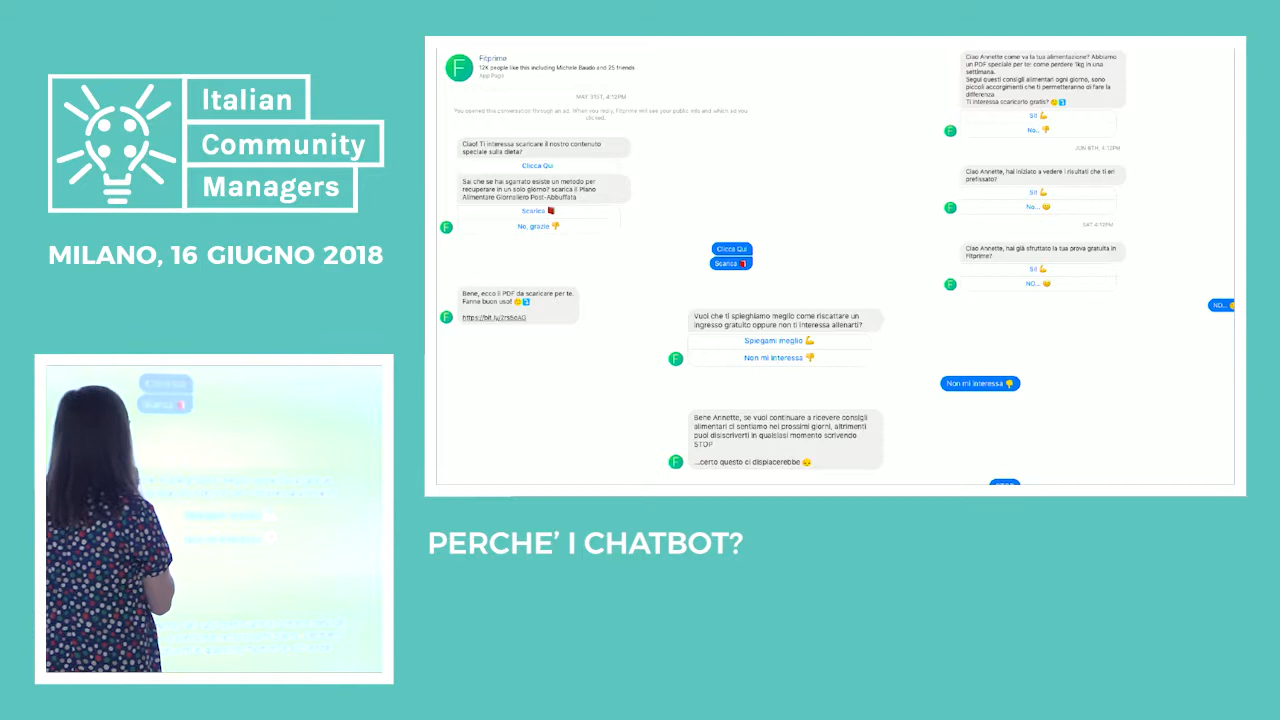 Italian
Community
Managers
MILANO, 16 GIUGNO 2018
Fitprime
12K people like this including Michele Baudo and 25 friends
App Page
MAY 31ST, 4:12PM
You opened this conversation through an ad. When you reply, Fitprime will see your public info and which ad you
clicked.
Ciao! Ti interessa scaricare il nostro contenuto
speciale sulla dieta?
Clicca Qui
Sai che se hai sgarrato esiste un metodo per
recuperare in un solo giorno? scarica il Piano
Alimentare Giornaliero Post-Abbuffata
Scarica 📕
No, grazie 👎
Clicca Qui
Scarica 📕
Bene, ecco il PDF da scaricare per te.
Fanne buon uso!
Vuoi che ti spieghiamo meglio come riscattare un
ingresso gratuito oppure non ti interessa allenarti?
Spiegami meglio 💪
Non mi interessa 👎
Non mi interessa 👎
Bene Annette, se vuoi continuare a ricevere consigli
alimentari ci sentiamo nei prossimi giorni, altrimenti
puoi disiscriverti in qualsiasi momento scrivendo
STOP
...certo questo ci dispiacerebbe 😔
Ciao Annette come va la tua alimentazione? Abbiamo
un PDF speciale per te: come perdere 1kg in una
settimana.
Segui questi consigli alimentari ogni giorno, sono
piccoli accorgimenti che ti permetteranno di fare la
differenza.
Ti interessa scaricarlo gratis?
Si! 💪
No.. 👎
JUN 8TH, 4:12PM
Ciao Annette, hai iniziato a vedere i risultati che ti eri
prefissato?
Si! 💪
No...
SAT 4:12PM
Ciao Annette, hai già sfruttato la tua prova gratuita in
Fitprime?
Si! 💪
NO...
NO...
PERCHE' I CHATBOT?